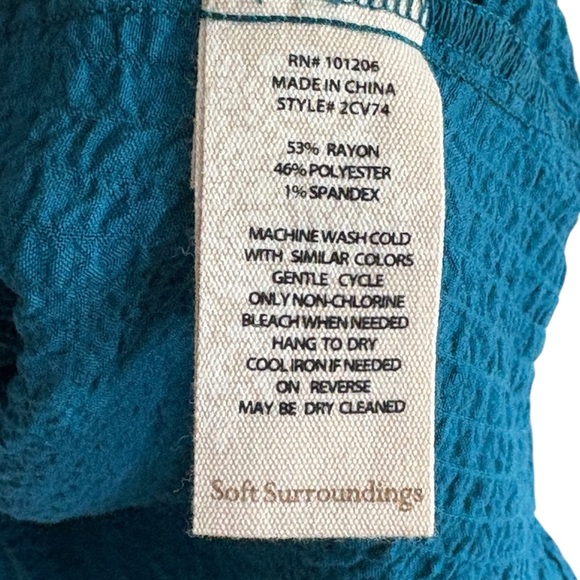 RN# 101206
MADE IN CHINA
STYLE# 2CV74
53% RAYON
46% POLYESTER
1% SPANDEX
MACHINE WASH COLD
WITH SIMILAR COLORS
GENTLE CYCLE
ONLY NON-CHLORINE
BLEACH WHEN NEEDED
HANG TO DRY
COOL IRON IF NEEDED
ON REVERSE
MAY BE DRY CLEANED
Soft Surroundings